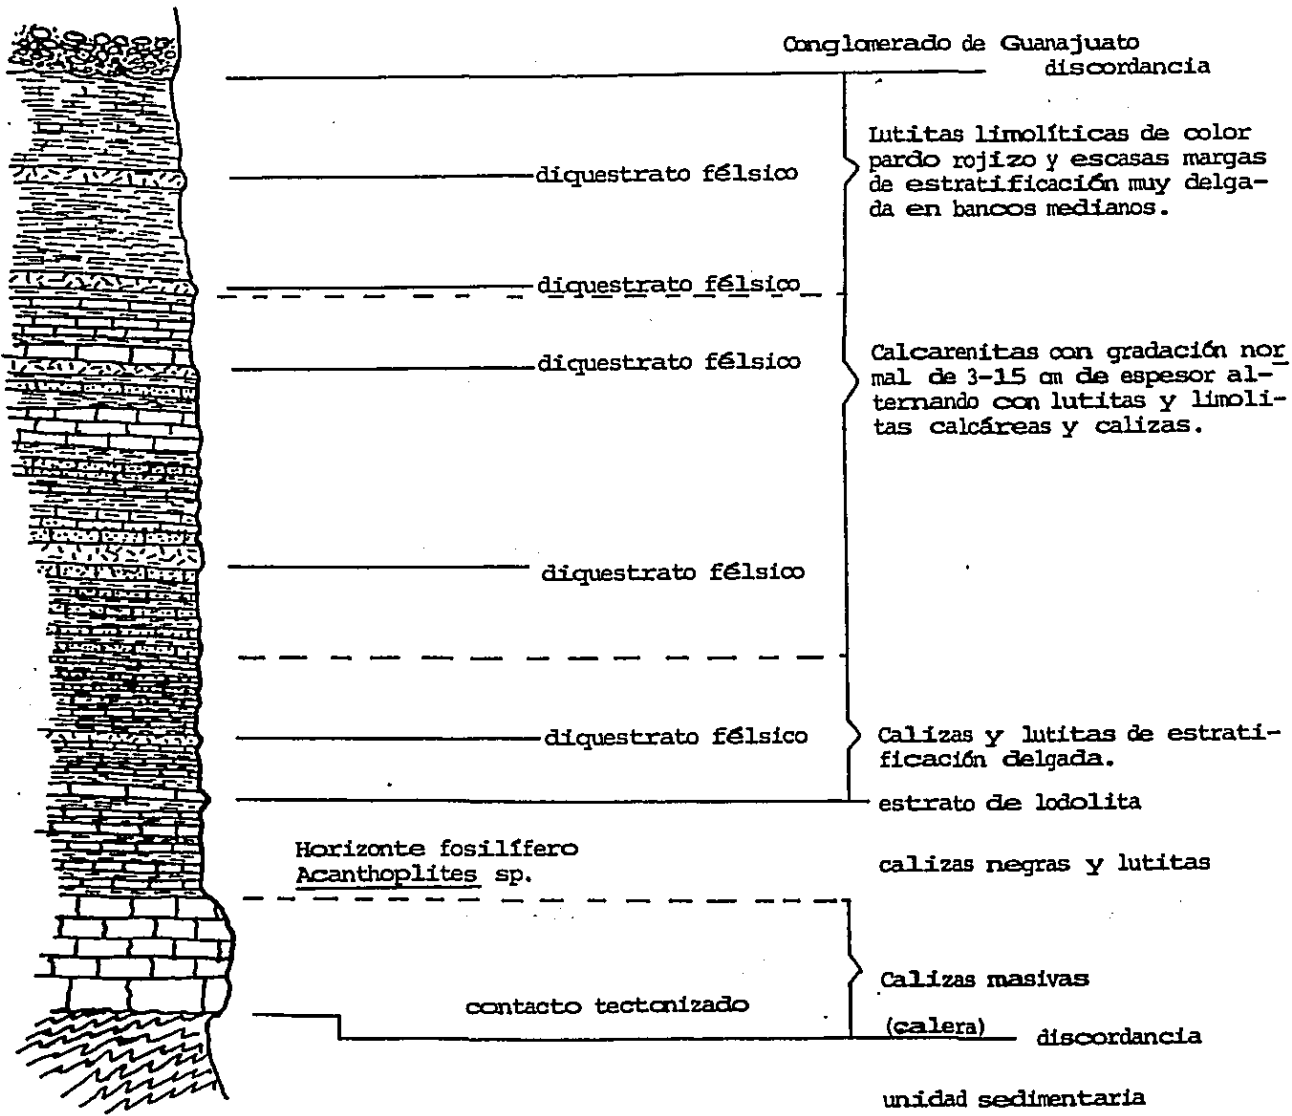 Conglomerado de Guanajuato
discordancia
Lutitas limolíticas de color
pardo rojizo y escasas margas
de estratificación muy delga-
da en bancos medianos.
diquestrato félsico
diquestrato félsico
diquestrato félsico
Calcarenitas con gradación nor
mal de 3-15 cm de espesor al-
ternando con lutitas y limoli-
tas calcáreas y calizas.
diquestrato félsico
diquestrato félsico
Calizas y lutitas de estrati-
ficación delgada.
estrato de lodolita
Horizonte fosilífero
Acanthoplites sp.
calizas negras y lutitas
Calizas masivas
(calera)
contacto tectonizado
discordancia
unidad sedimentaria